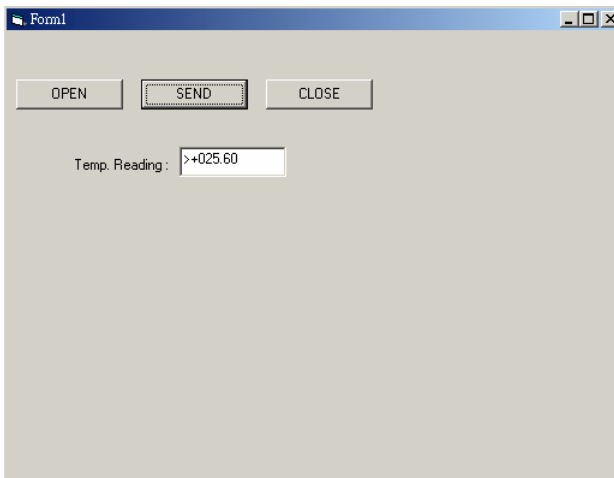 Form1
OPEN SEND CLOSE
Temp. Reading : >+025.60